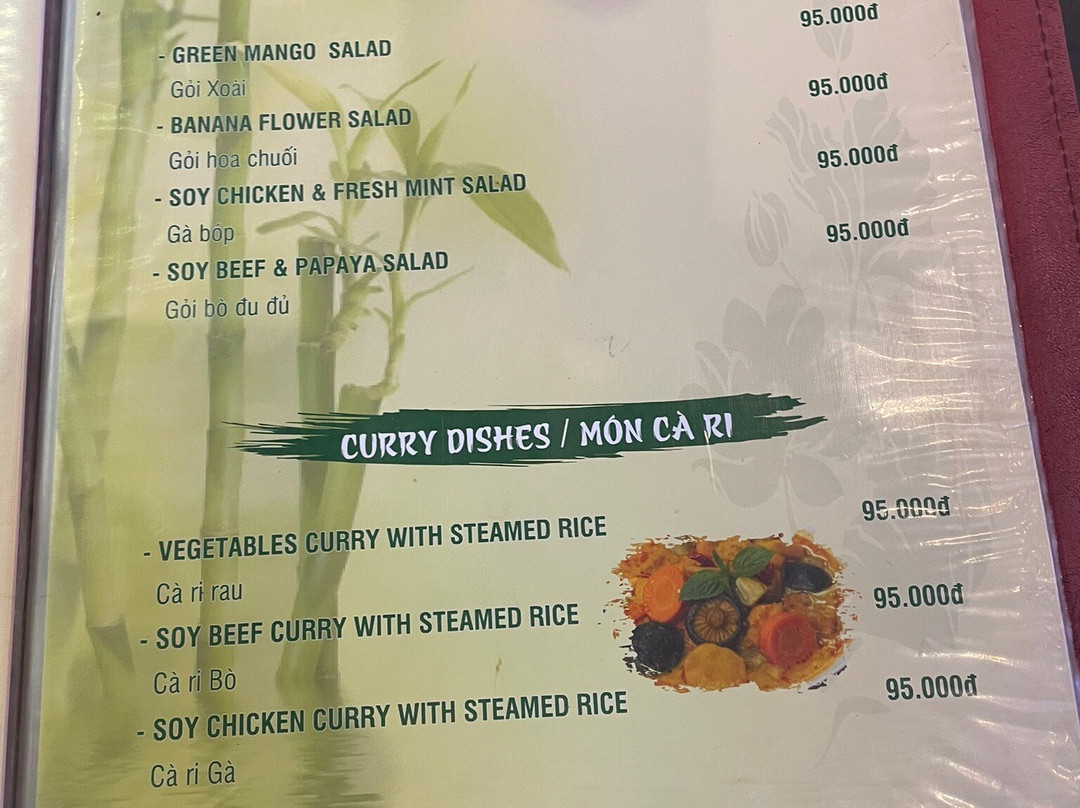 - GREEN MANGO SALAD 95.000đ
Gỏi Xoài
- BANANA FLOWER SALAD 95.000đ
Gỏi hoa chuối
- SOY CHICKEN & FRESH MINT SALAD 95.000đ
Gà bóp
- SOY BEEF & PAPAYA SALAD 95.000đ
Gỏi bò đu đủ
CURRY DISHES / MÓN CÀ RI
- VEGETABLES CURRY WITH STEAMED RICE 95.000đ
Cà ri rau
- SOY BEEF CURRY WITH STEAMED RICE 95.000đ
Cà ri Bò
- SOY CHICKEN CURRY WITH STEAMED RICE 95.000đ
Cà ri Gà